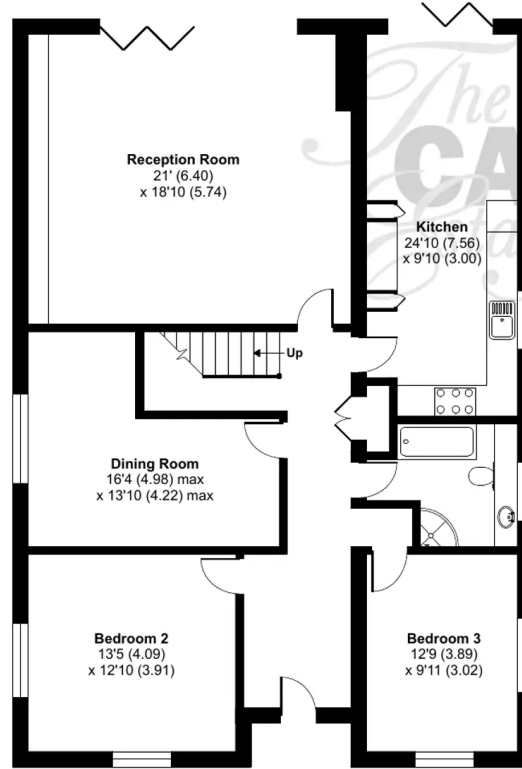 The
CA
Reception Room
21' (6.40)
x 18'10 (5.74)
Kitchen
24'10 (7.56)
x 9'10 (3.00)
Up
Dining Room
16'4 (4.98) max
x 13'10 (4.22) max
Bedroom 2
13'5 (4.09)
x 12'10 (3.91)
Bedroom 3
12'9 (3.89)
x 9'11 (3.02)